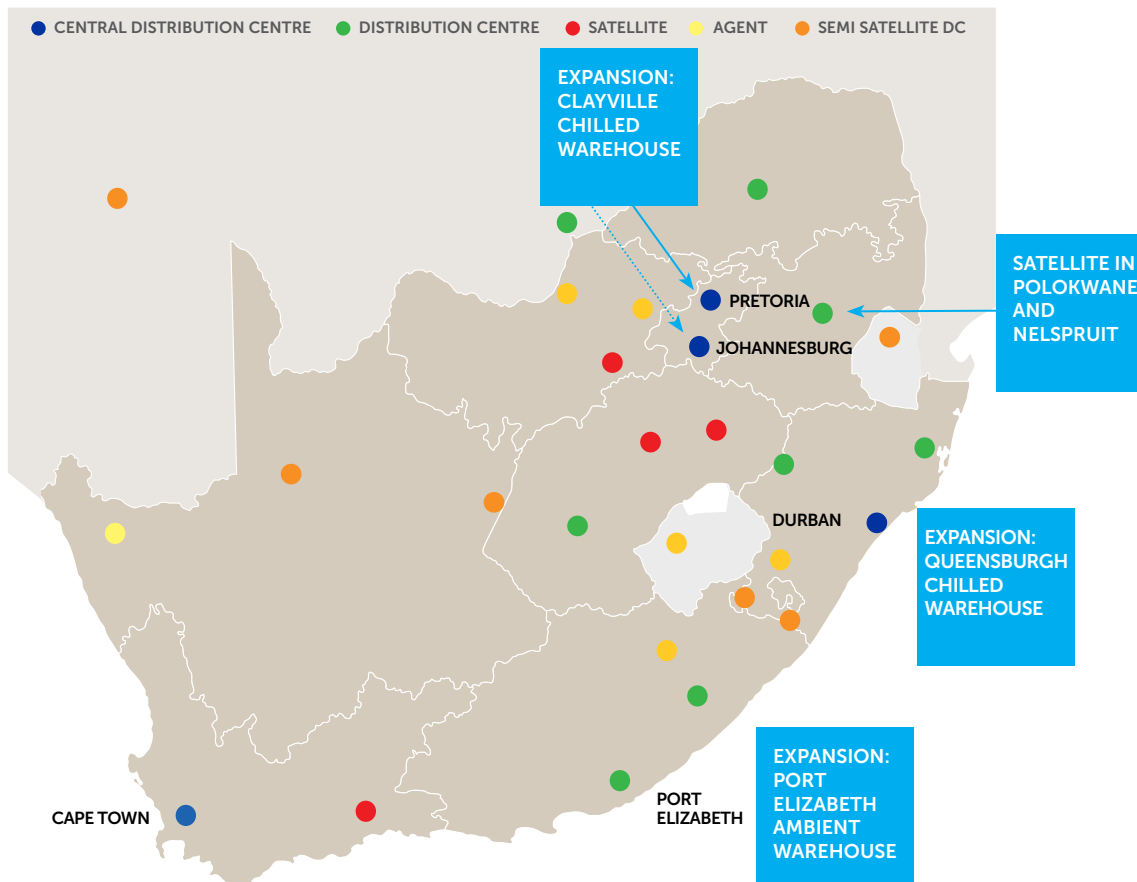 CENTRAL DISTRIBUTION CENTRE
DISTRIBUTION CENTRE
SATELLITE
AGENT
SEMI SATELLITE DC
EXPANSION:
CLAYVILLE
CHILLED
WAREHOUSE
SATELLITE IN
POLOKWANE
AND
NELSPRUIT
PRETORIA
JOHANNESBURG
DURBAN
EXPANSION:
QUEENSBURGH
CHILLED
WAREHOUSE
EXPANSION:
PORT
ELIZABETH
AMBIENT
WAREHOUSE
PORT
ELIZABETH
CAPE TOWN